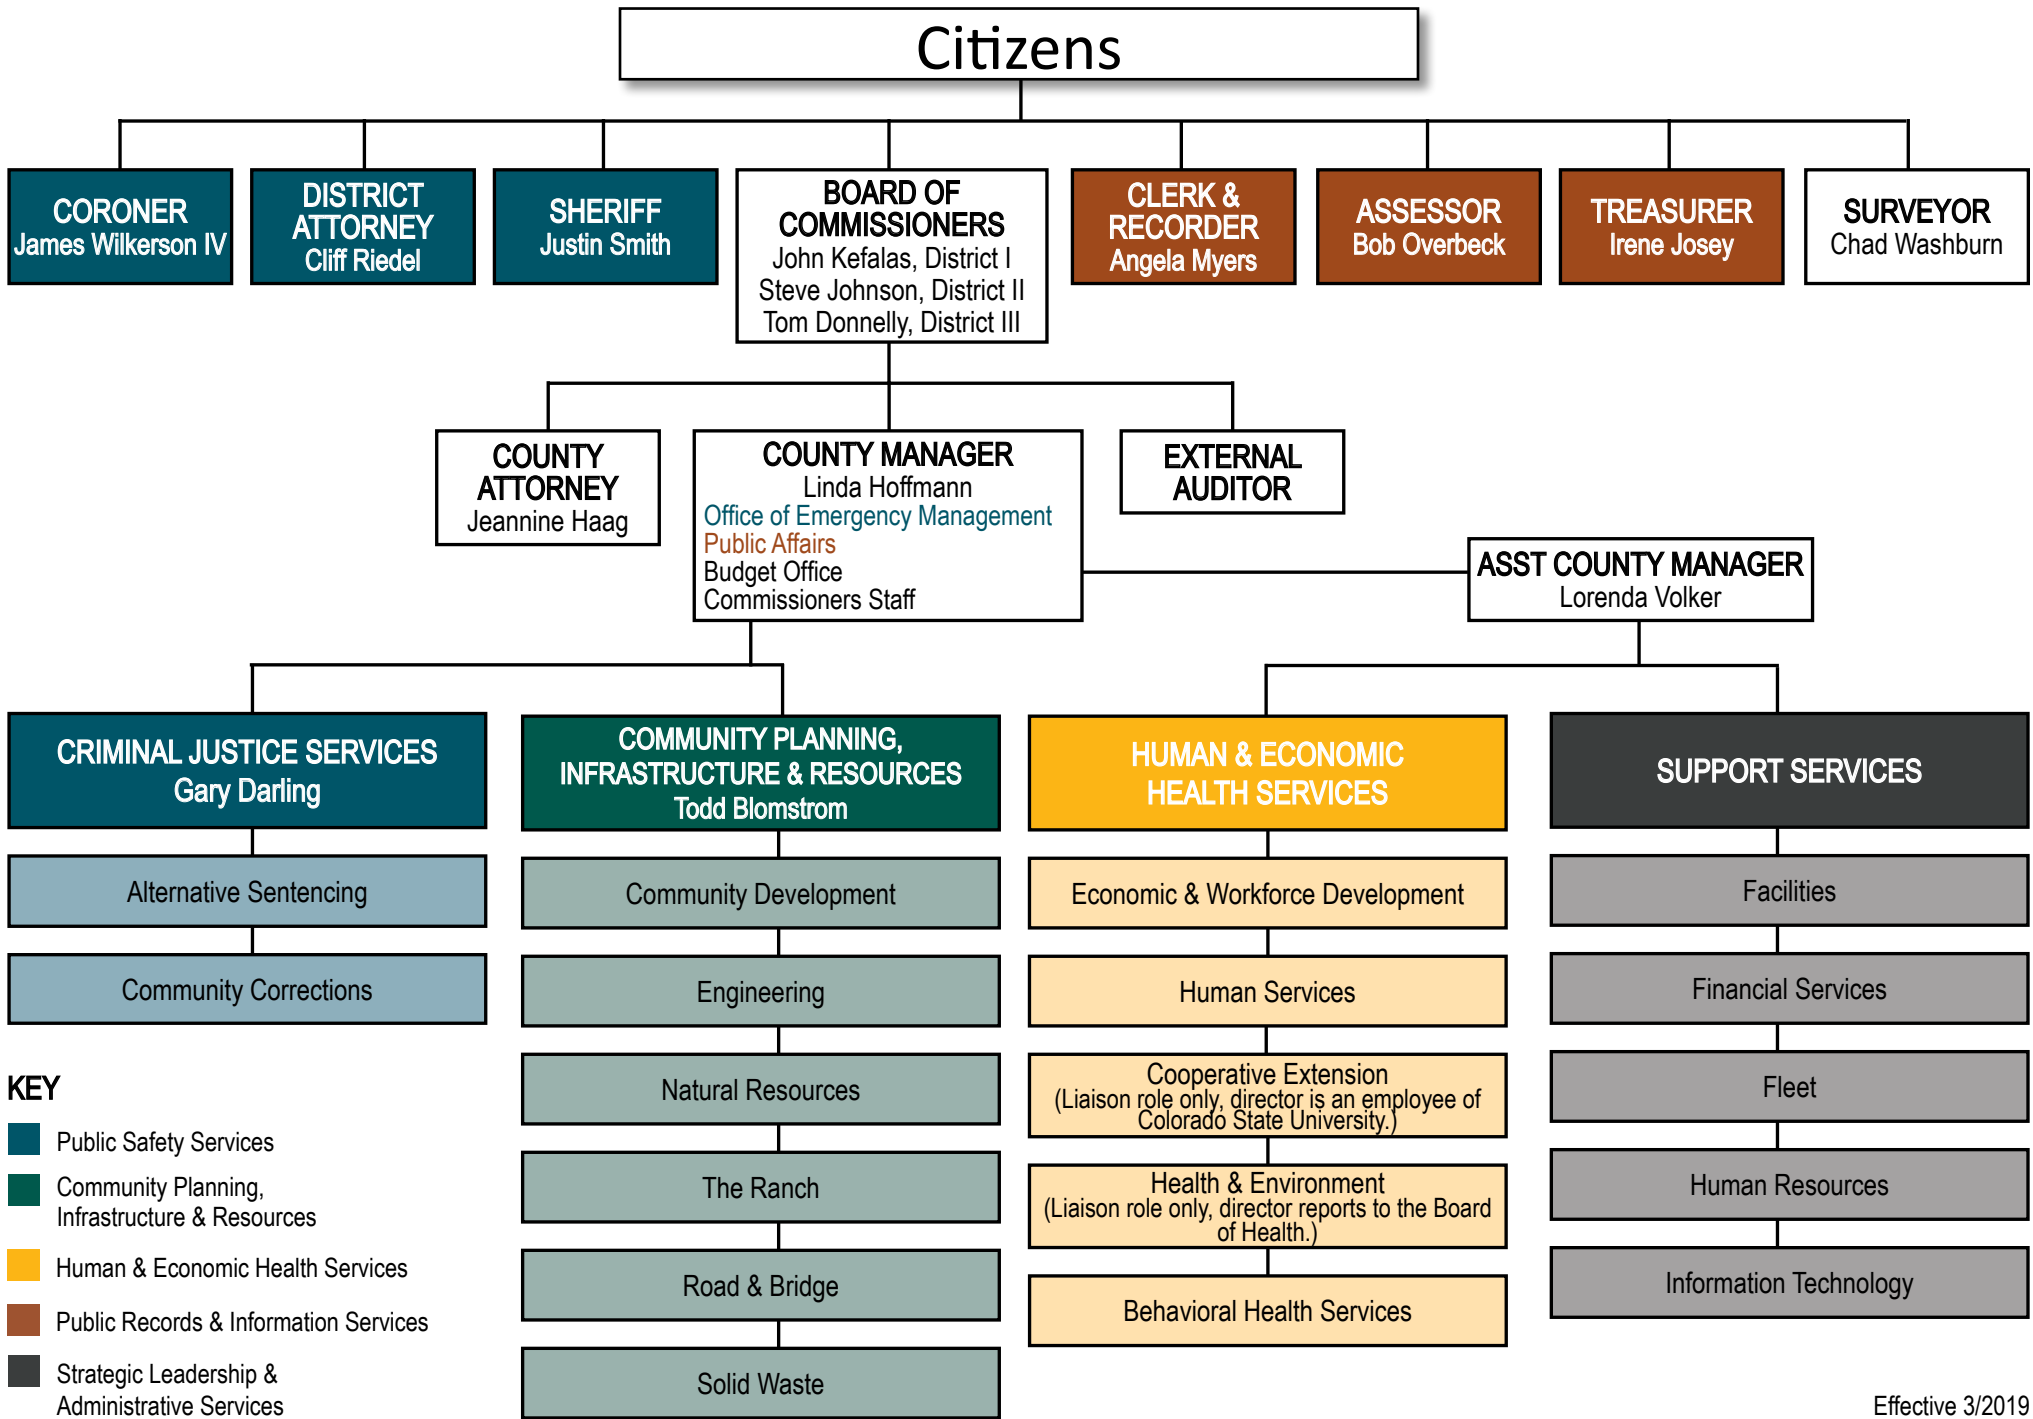 Citizens
CORONER
James Wilkerson IV
DISTRICT
ATTORNEY
Cliff Riedel
SHERIFF
Justin Smith
BOARD OF
COMMISSIONERS
John Kefalas, District I
Steve Johnson, District II
Tom Donnelly, District III
CLERK &
RECORDER
Angela Myers
ASSESSOR
Bob Overbeck
TREASURER
Irene Josey
SURVEYOR
Chad Washburn
COUNTY
ATTORNEY
Jeannine Haag
COUNTY MANAGER
Linda Hoffmann
Office of Emergency Management
Public Affairs
Budget Office
Commissioners Staff
EXTERNAL
AUDITOR
ASST COUNTY MANAGER
Lorenda Volker
CRIMINAL JUSTICE SERVICES
Gary Darling
Alternative Sentencing
Community Corrections
COMMUNITY PLANNING,
INFRASTRUCTURE & RESOURCES
Todd Blomstrom
Community Development
Engineering
Natural Resources
The Ranch
Road & Bridge
Solid Waste
HUMAN & ECONOMIC
HEALTH SERVICES
Economic & Workforce Development
Human Services
Cooperative Extension
(Liaison role only, director is an employee of
Colorado State University.)
Health & Environment
(Liaison role only, director reports to the Board
of Health.)
Behavioral Health Services
SUPPORT SERVICES
Facilities
Financial Services
Fleet
Human Resources
Information Technology
KEY
Public Safety Services
Community Planning,
Infrastructure & Resources
Human & Economic Health Services
Public Records & Information Services
Strategic Leadership &
Administrative Services
Effective 3/2019